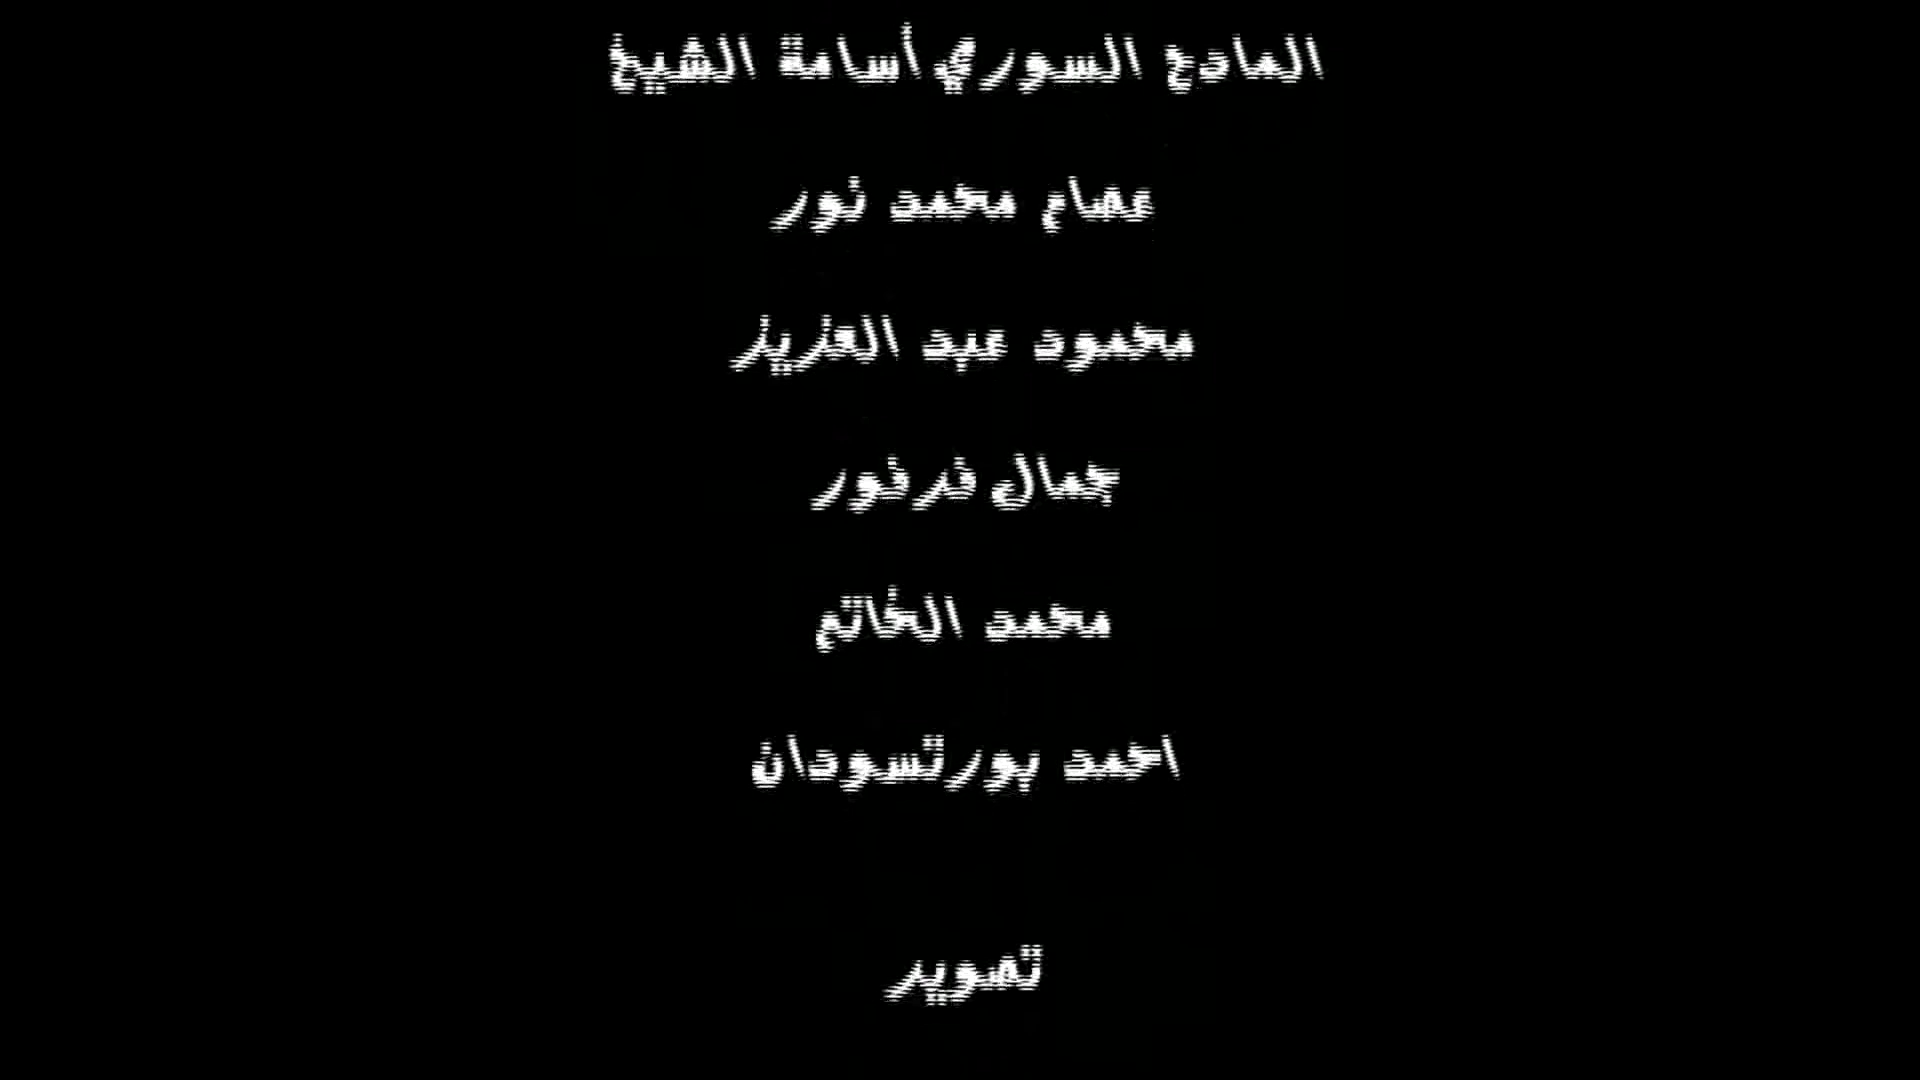 المادح السوري أسامة الشيخ
عصام محمد نور
محمود عبد العزيز
جمال فرفور
محمد الخاتم
احمد بورتسودان
تصوير